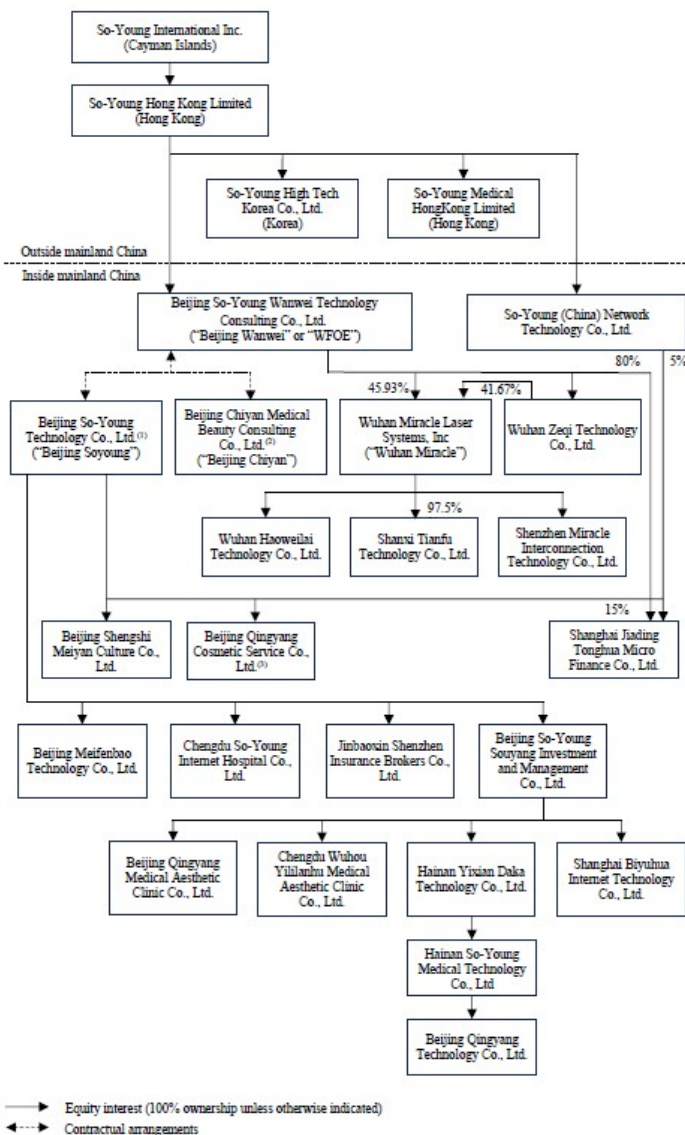 So-Young International Inc.
(Cayman Islands)
So-Young Hong Kong Limited
(Hong Kong)
So-Young High Tech
Korea Co., Ltd.
(Korea)
So-Young Medical
HongKong Limited
(Hong Kong)
Outside mainland China
Inside mainland China
Beijing So-Young Wanwei Technology
Consulting Co., Ltd.
("Beijing Wanwei" or "WFOE")
So-Young (China) Network
Technology Co., Ltd.
80%
5%
45.93%
41.67%
Beijing So-Young
Technology Co., Ltd.(1)
("Beijing Soyoung")
Beijing Chiyan Medical
Beauty Consulting
Co., Ltd.(2)
("Beijing Chiyan")
Wuhan Miracle Laser
Systems, Inc
("Wuhan Miracle")
Wuhan Zeqi Technology
Co., Ltd.
97.5%
Wuhan Haoweilai
Technology Co., Ltd.
Shanxi Tianfu
Technology Co., Ltd.
Shenzhen Miracle
Interconnection
Technology Co., Ltd.
15%
Beijing Shengshi
Meiyan Culture Co.,
Ltd.
Beijing Qingyang
Cosmetic Service Co.,
Ltd.(3)
Shanghai Jiading
Tonghua Micro
Finance Co., Ltd.
Beijing Meifenbao
Technology Co., Ltd.
Chengdu So-Young
Internet Hospital Co.,
Ltd.
Jinbaoxin Shenzhen
Insurance Brokers Co.,
Ltd.
Beijing So-Young
Souyang Investment
and Management
Co., Ltd.
Beijing Qingyang
Medical Aesthetic
Clinic Co., Ltd.
Chengdu Wuhou
Yililanhu Medical
Aesthetic Clinic
Co., Ltd.
Hainan Yixian Daka
Technology Co., Ltd.
Shanghai Biyuhua
Internet Technology
Co., Ltd.
Hainan So-Young
Medical Technology
Co., Ltd
Beijing Qingyang
Technology Co., Ltd.
Equity interest (100% ownership unless otherwise indicated)
Contractual arrangements